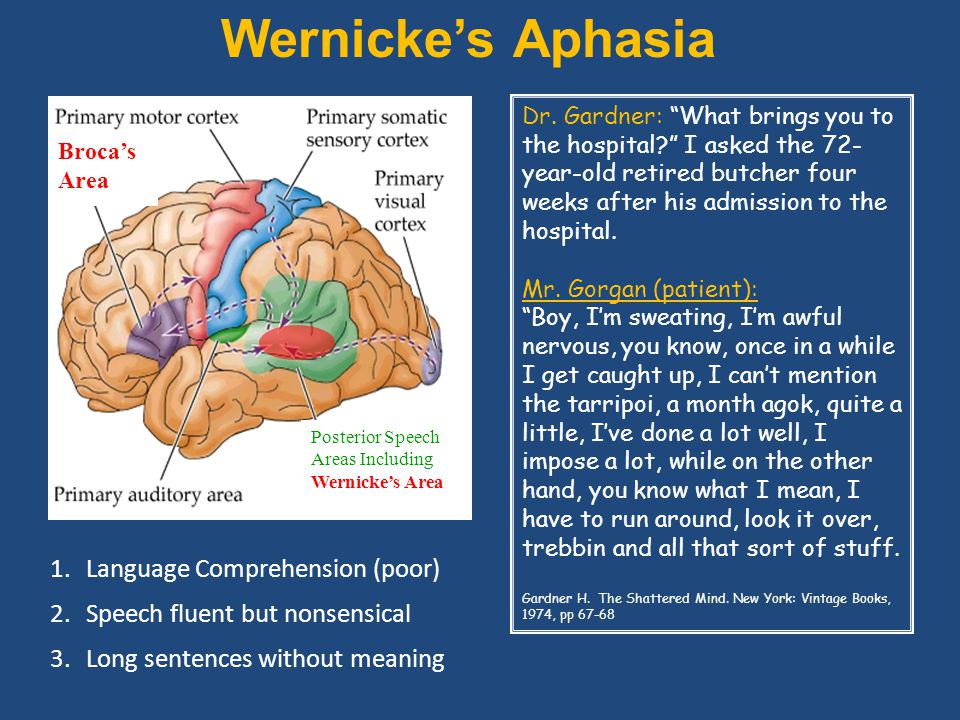 Wernicke’s Aphasia
Primary motor cortex
Primary somatic
sensory cortex
Broca’s
Area
Primary
visual
cortex
Posterior Speech
Areas Including
Wernicke’s Area
Primary auditory area
1. Language Comprehension (poor)
2. Speech fluent but nonsensical
3. Long sentences without meaning
Dr. Gardner: “What brings you to
the hospital?” I asked the 72-
year-old retired butcher four
weeks after his admission to the
hospital.
Mr. Gorgan (patient):
“Boy, I’m sweating, I’m awful
nervous, you know, once in a while
I get caught up, I can’t mention
the tarripoi, a month agok, quite a
little, I’ve done a lot well, I
impose a lot, while on the other
hand, you know what I mean, I
have to run around, look it over,
trebbin and all that sort of stuff.
Gardner H. The Shattered Mind. New York: Vintage Books,
1974, pp 67-68